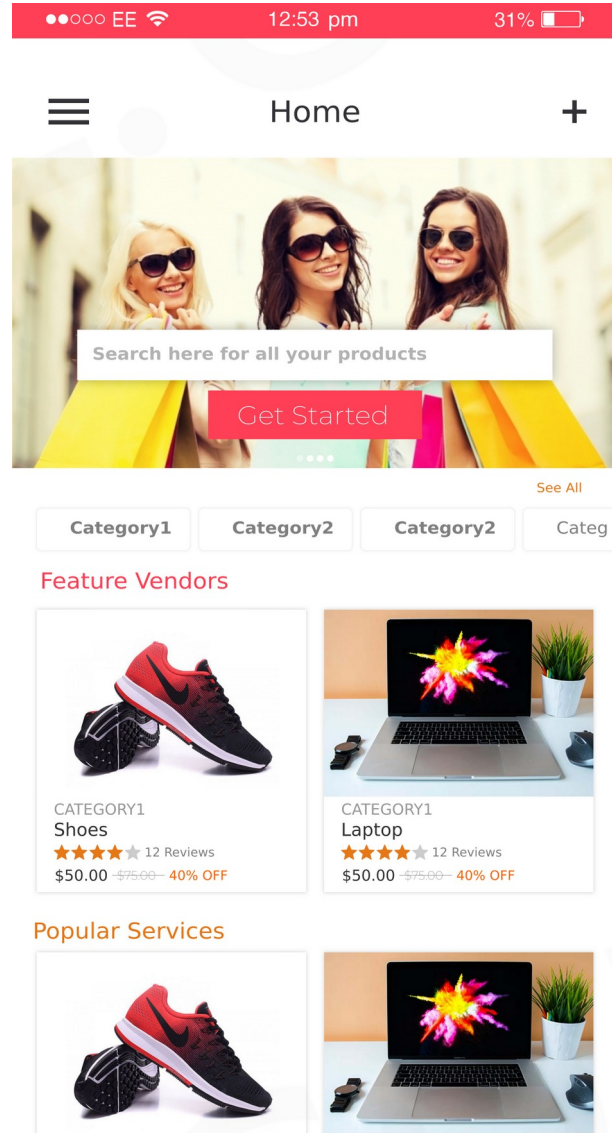 EE 12:53 pm 31%
Home +
Search here for all your products
Get Started
See All
Category1 Category2 Category2 Categ
Feature Vendors
CATEGORY1 CATEGORY1
Shoes Laptop
12 Reviews 12 Reviews
$50.00 $75.00 40% OFF $50.00 $75.00 40% OFF
Popular Services